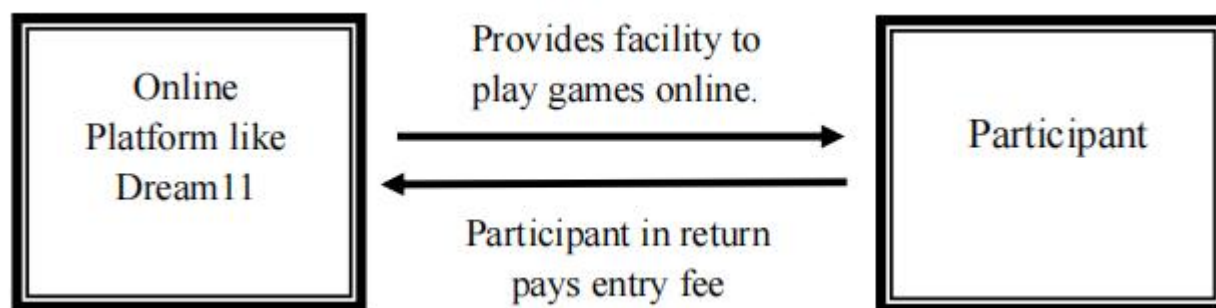 Online
Platform like
Dream11
Provides facility to
play games online.
Participant in return
pays entry fee
Participant